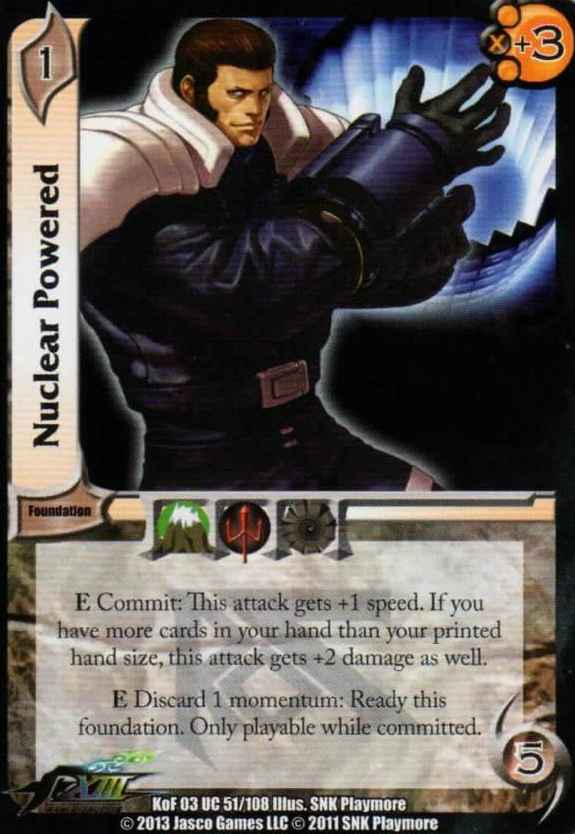 1
+3
Nuclear Powered
Foundation
E Commit: This attack gets +1 speed. If you
have more cards in your hand than your printed
hand size, this attack gets +2 damage as well.
E Discard 1 momentum: Ready this
foundation. Only playable while committed.
5
XIII
KoF 03 UC 51/108 Illus. SNK Playmore
© 2013 Jasco Games LLC © 2011 SNK Playmore